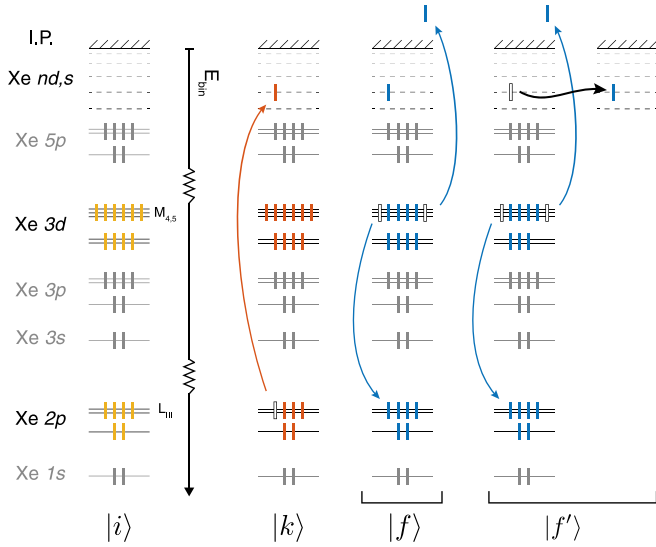 I.P.
Xe nd,s
E_bin
Xe 5p
Xe 3d
M_4,5
Xe 3p
Xe 3s
Xe 2p
L_III
Xe 1s
|i⟩ |k⟩ |f⟩ |f′⟩